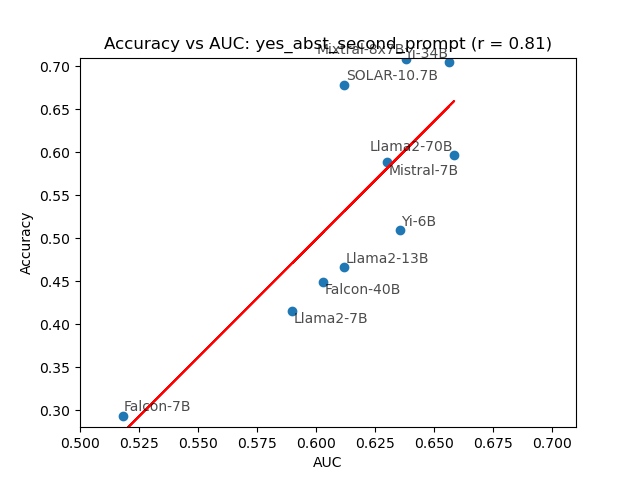 Accuracy vs AUC: yes_abst_second_prompt (r = 0.81)
Mixtral-8x7B
Yi-34B
SOLAR-10.7B
Llama2-70B
Mistral-7B
Yi-6B
Llama2-13B
Falcon-40B
Llama2-7B
Falcon-7B
0.70
0.65
0.60
0.55
0.50
0.45
0.40
0.35
0.30
Accuracy
0.500 0.525 0.550 0.575 0.600 0.625 0.650 0.675 0.700
AUC